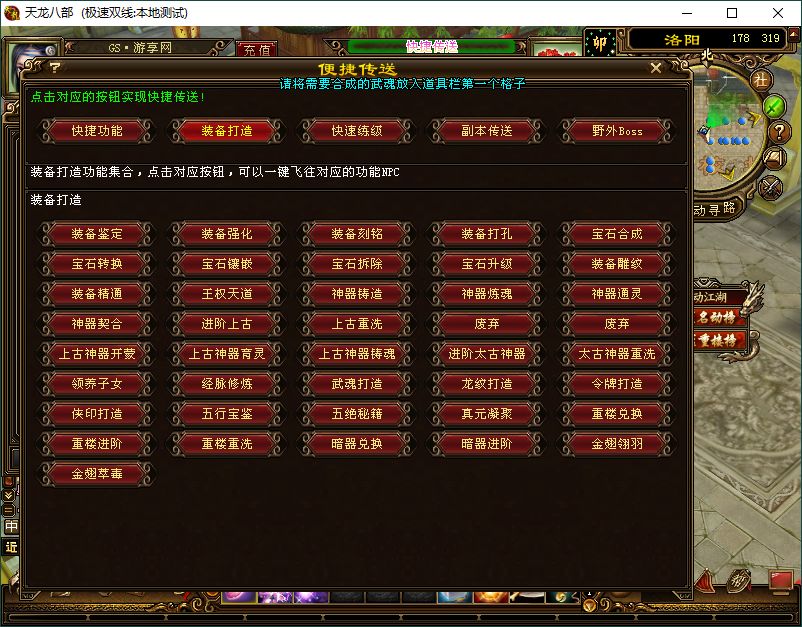 天龙八部 (极速双线:本地测试)
GS·游享网
充值
快捷传送
卯
洛阳 178 319
北
? 便捷传送
请将需要合成的武魂放入道具栏第一个格子
点击对应的按钮实现快捷传送!
社
快捷功能 装备打造 快速练级 副本传送 野外Boss
?
装备打造功能集合，点击对应按钮，可以一键飞往对应的功能NPC
装备打造
动寻路
装备鉴定 装备强化 装备刻铭 装备打孔 宝石合成
宝石转换 宝石镶嵌 宝石拆除 宝石升级 装备雕纹
装备精通 王权天道 神器铸造 神器炼魂 神器通灵
动江湖
名动榜
神器契合 进阶上古 上古重洗 废弃 废弃
重楼榜
上古神器开蒙 上古神器育灵 上古神器铸魂 进阶太古神器 太古神器重洗
领养子女 经脉修炼 武魂打造 龙纹打造 令牌打造
侠印打造 五行宝鉴 五绝秘籍 真元凝聚 重楼兑换
重楼进阶 重楼重洗 暗器兑换 暗器进阶 金翅翎羽
金翅萃毒
近